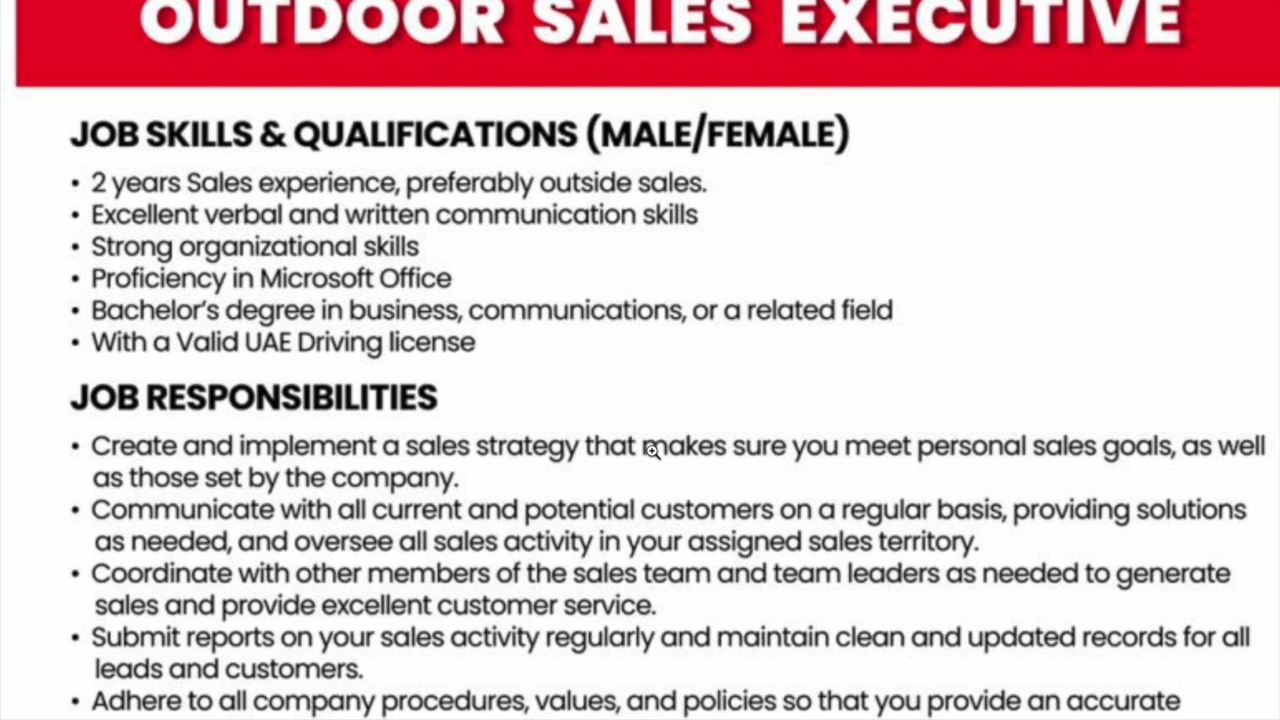 OUTDOOR SALES EXECUTIVE
JOB SKILLS & QUALIFICATIONS (MALE/FEMALE)
• 2 years Sales experience, preferably outside sales.
• Excellent verbal and written communication skills
• Strong organizational skills
• Proficiency in Microsoft Office
• Bachelor's degree in business, communications, or a related field
• With a Valid UAE Driving license
JOB RESPONSIBILITIES
• Create and implement a sales strategy that makes sure you meet personal sales goals, as well
as those set by the company.
• Communicate with all current and potential customers on a regular basis, providing solutions
as needed, and oversee all sales activity in your assigned sales territory.
• Coordinate with other members of the sales team and team leaders as needed to generate
sales and provide excellent customer service.
• Submit reports on your sales activity regularly and maintain clean and updated records for all
leads and customers.
• Adhere to all company procedures, values, and policies so that you provide an accurate